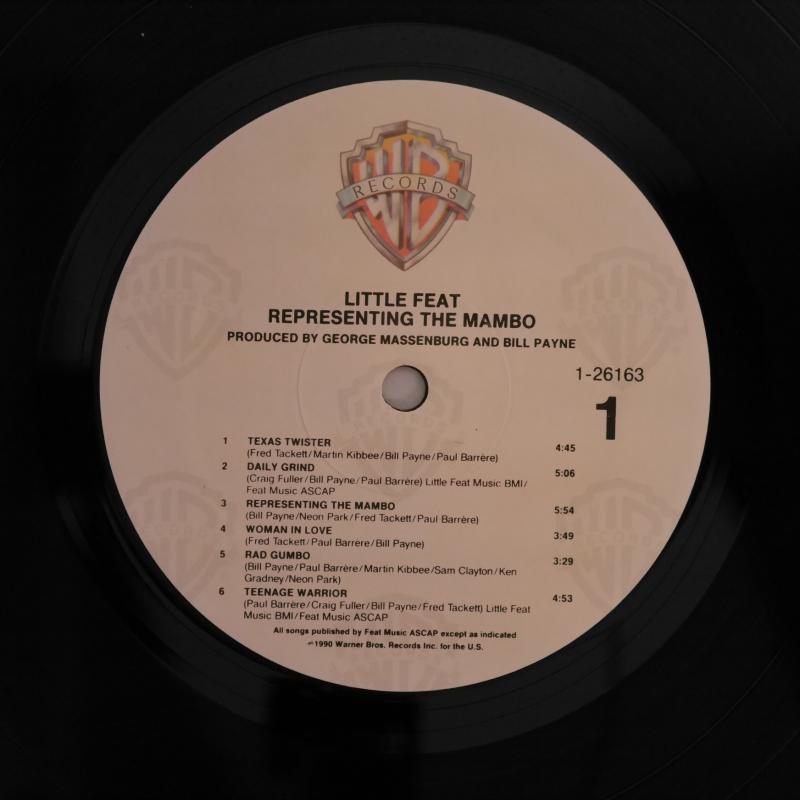 WB
RECORDS
LITTLE FEAT
REPRESENTING THE MAMBO
PRODUCED BY GEORGE MASSENBURG AND BILL PAYNE
1-26163
1
1 TEXAS TWISTER 4:45
(Fred Tackett/Martin Kibbee/Bill Payne/Paul Barrère)
2 DAILY GRIND 5:06
(Craig Fuller/Bill Payne/Paul Barrère) Little Feat Music BMI/
Feat Music ASCAP
3 REPRESENTING THE MAMBO 5:54
(Bill Payne/Neon Park/Fred Tackett/Paul Barrère)
4 WOMAN IN LOVE 3:49
(Fred Tackett/Paul Barrère/Bill Payne)
5 RAD GUMBO 3:29
(Bill Payne/Paul Barrère/Martin Kibbee/Sam Clayton/Ken
Gradney/Neon Park)
6 TEENAGE WARRIOR 4:53
(Paul Barrère/Craig Fuller/Bill Payne/Fred Tackett) Little Feat
Music BMI/Feat Music ASCAP
All songs published by Feat Music ASCAP except as indicated
℗1990 Warner Bros. Records Inc. for the U.S.